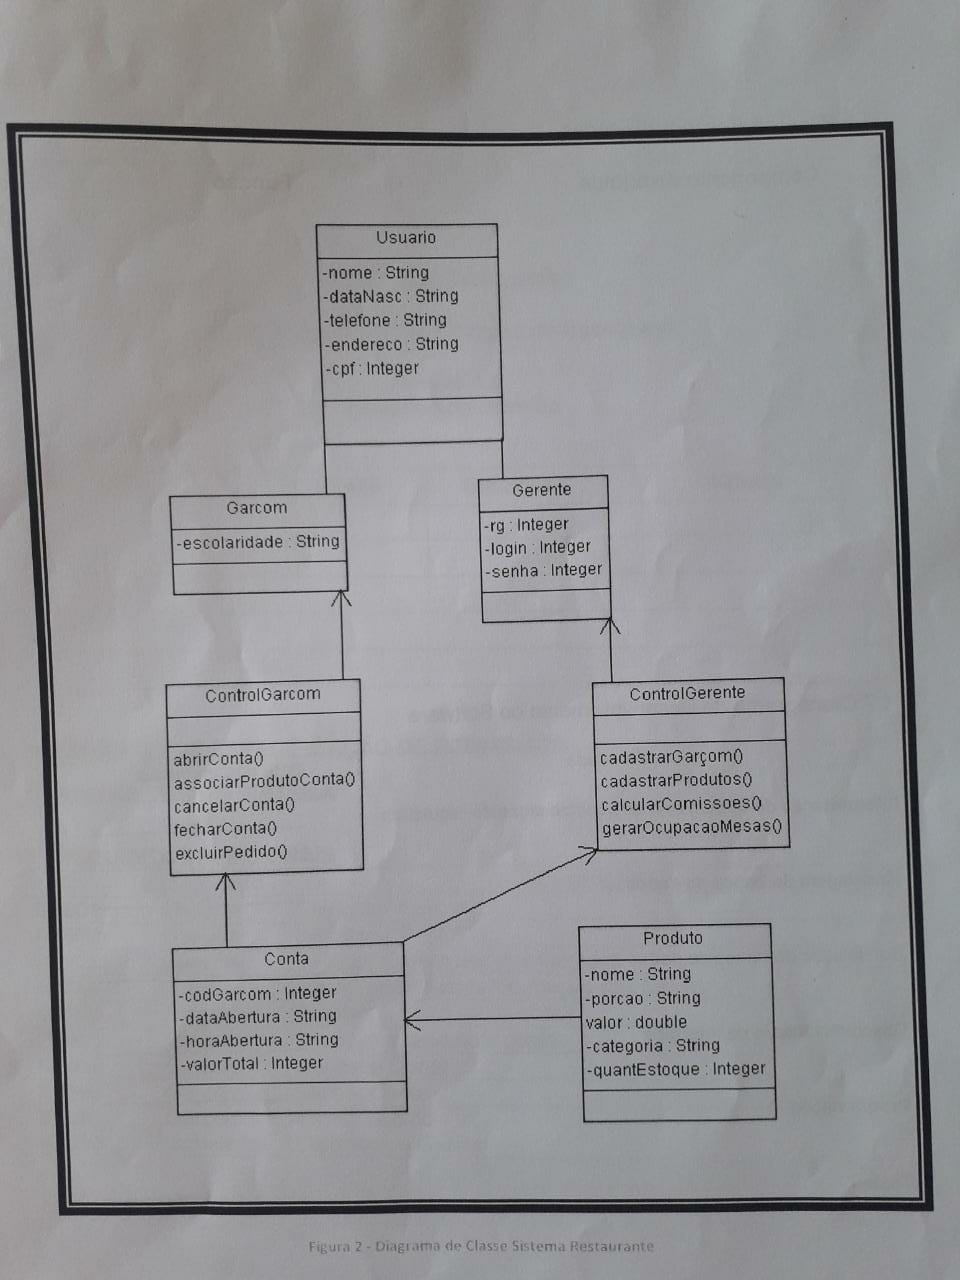 Usuario
-nome : String
-dataNasc : String
-telefone : String
-endereco : String
-cpf : Integer
Garcom
-escolaridade : String
Gerente
-rg : Integer
-login : Integer
-senha : Integer
ControlGarcom
abrirConta()
associarProdutoConta()
cancelarConta()
fecharConta()
excluirPedido()
ControlGerente
cadastrarGarçom()
cadastrarProdutos()
calcularComissoes()
gerarOcupacaoMesas()
Conta
-codGarcom : Integer
-dataAbertura : String
-horaAbertura : String
-valorTotal : Integer
Produto
-nome : String
-porcao : String
valor : double
-categoria : String
-quantEstoque : Integer
Figura 2 - Diagrama de Classe Sistema Restaurante